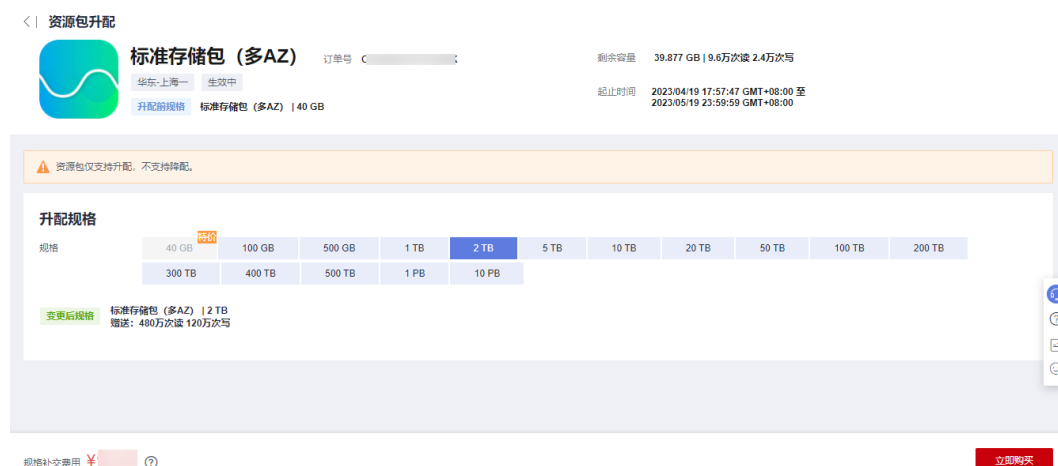 资源包升配
标准存储包（多AZ） 订单号
华东-上海一 生效中
升配前规格 标准存储包（多AZ） | 40 GB
剩余容量 39.877 GB | 9.6万次读 2.4万次写
起止时间 2023/04/19 17:57:47 GMT+08:00 至
2023/05/19 23:59:59 GMT+08:00
资源包仅支持升配，不支持降配。
升配规格
特价
规格 40 GB 100 GB 500 GB 1 TB 2 TB 5 TB 10 TB 20 TB 50 TB 100 TB 200 TB
300 TB 400 TB 500 TB 1 PB 10 PB
变更后规格 标准存储包（多AZ） | 2 TB
赠送：480万次读 120万次写
规格补交费用 ¥
立即购买